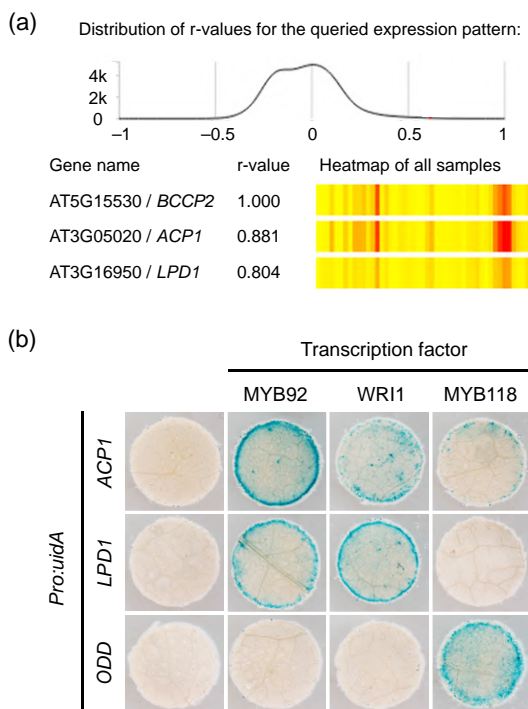 (a)
Distribution of r-values for the queried expression pattern:
4k
2k
0
−1 −0.5 0 0.5 1
Gene name r-value Heatmap of all samples
AT5G15530 / BCCP2 1.000
AT3G05020 / ACP1 0.881
AT3G16950 / LPD1 0.804
(b)
Transcription factor
MYB92 WRI1 MYB118
Pro:uidA
ACP1
LPD1
ODD